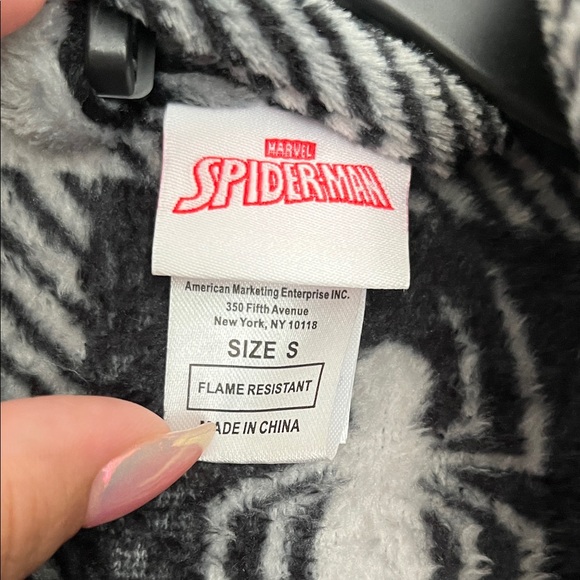 MARVEL
SPIDER-MAN
American Marketing Enterprise INC.
350 Fifth Avenue
New York, NY 10118
SIZE S
FLAME RESISTANT
MADE IN CHINA